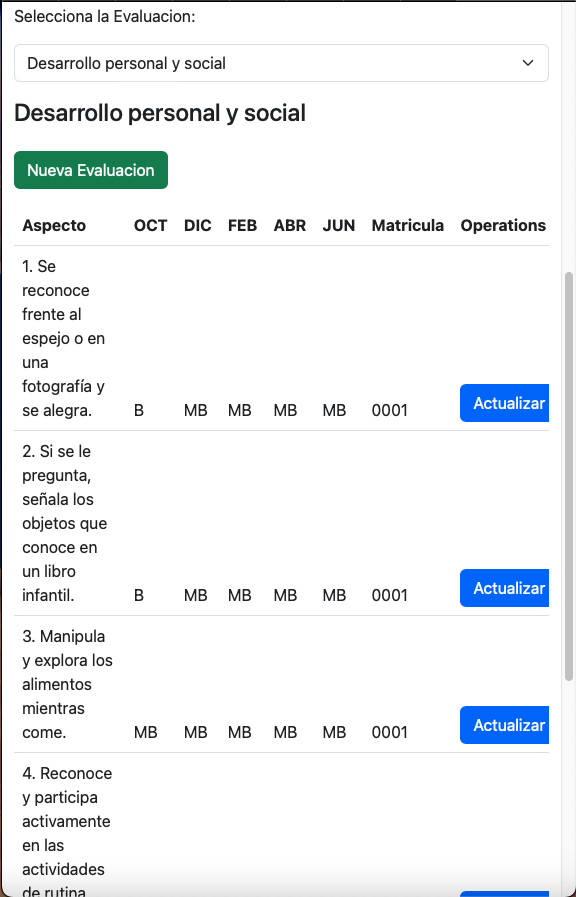 Selecciona la Evaluacion:
Desarrollo personal y social
Desarrollo personal y social
Nueva Evaluacion
Aspecto OCT DIC FEB ABR JUN Matricula Operations
1. Se
reconoce
frente al
espejo o en
una
fotografía y
se alegra. B MB MB MB MB 0001 Actualizar
2. Si se le
pregunta,
señala los
objetos que
conoce en
un libro
infantil. B MB MB MB MB 0001 Actualizar
3. Manipula
y explora los
alimentos
mientras
come. MB MB MB MB MB 0001 Actualizar
4. Reconoce
y participa
activamente
en las
actividades
de rutina